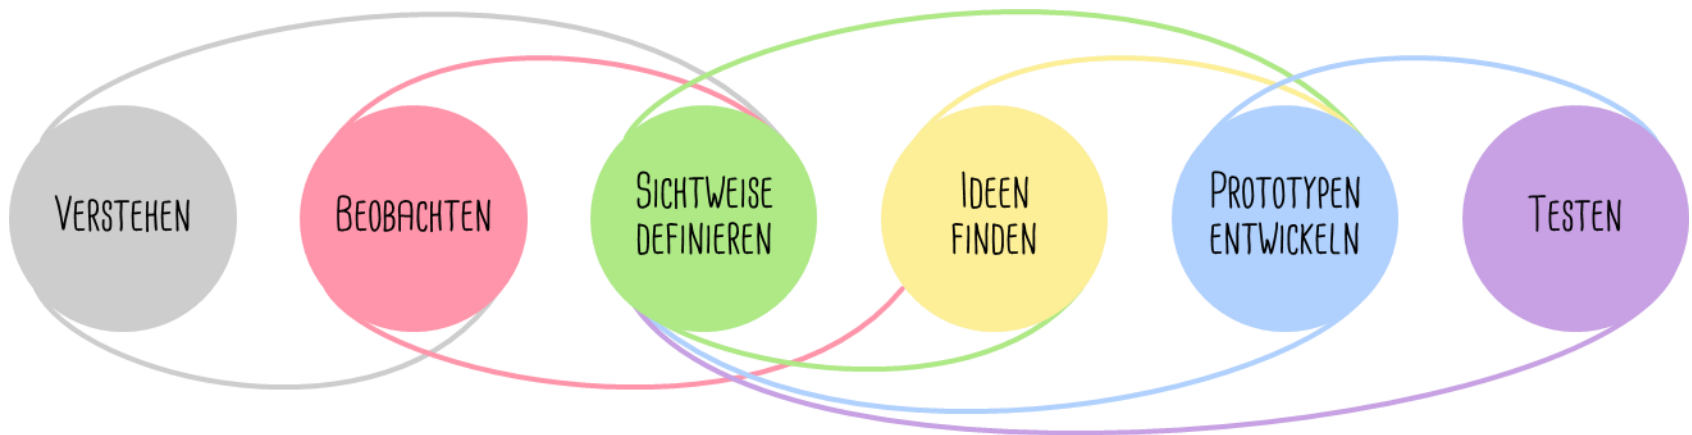 VERSTEHEN
BEOBACHTEN
SICHTWEISE
DEFINIEREN
IDEEN
FINDEN
PROTOTYPEN
ENTWICKELN
TESTEN